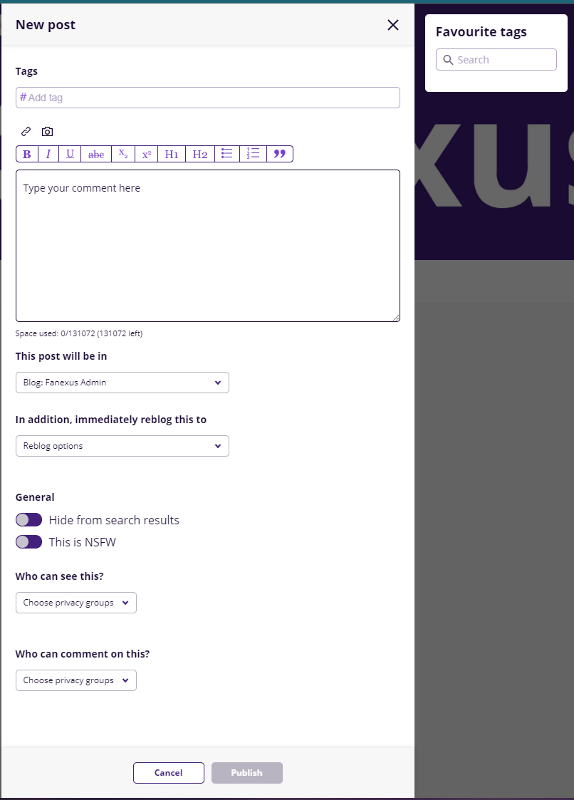 New post
Favourite tags
Search
Tags
# Add tag
B I U abc X₂ x² H1 H2
Type your comment here
Space used: 0/131072 (131072 left)
This post will be in
Blog: Fanexus Admin
In addition, immediately reblog this to
Reblog options
General
Hide from search results
This is NSFW
Who can see this?
Choose privacy groups
Who can comment on this?
Choose privacy groups
Cancel
Publish
xus